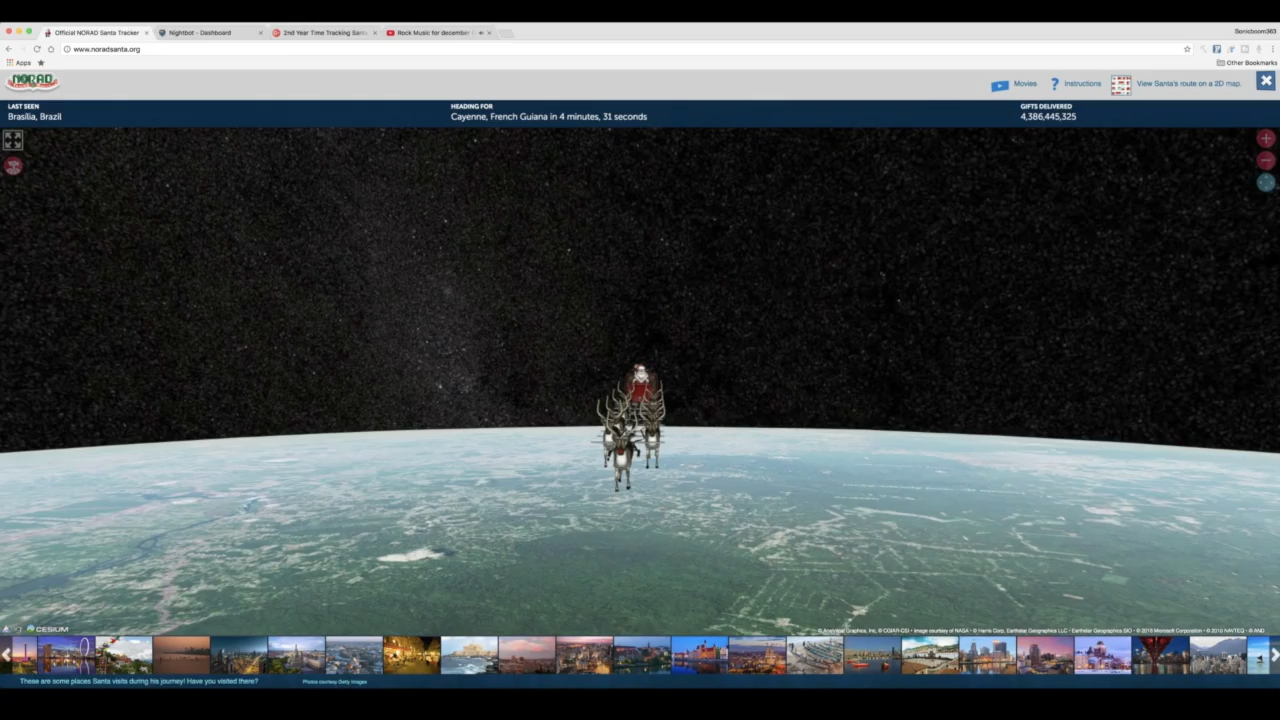 Official NORAD Santa Tracker
Nightbot - Dashboard
2nd Year Time Tracking Santa
Rock Music for december
Sonicboom363
www.noradsanta.org
Apps
Other Bookmarks
NORAD
Movies
Instructions
View Santa's route on a 2D map.
LAST SEEN
Brasília, Brazil
HEADING FOR
Cayenne, French Guiana in 4 minutes, 31 seconds
GIFTS DELIVERED
4,386,445,325
CESIUM
These are some places Santa visits during his journey! Have you visited there?
Photos courtesy Getty Images